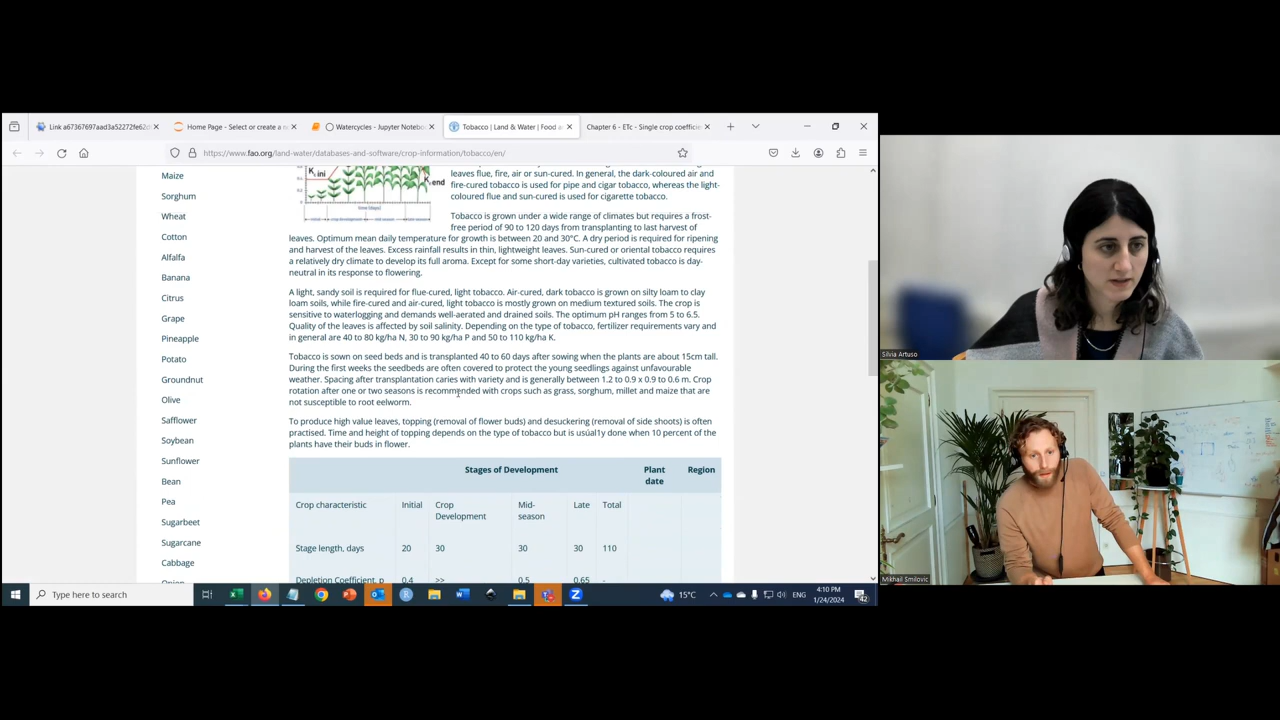 Link a67367697aad3a52272fe62d
Home Page - Select or create a n
Watercycles - Jupyter Notebo
Tobacco | Land & Water | Food a
Chapter 6 - ETc - Single crop coeffici
https://www.fao.org/land-water/databases-and-software/crop-information/tobacco/en/
Maize
Sorghum
Wheat
Cotton
Alfalfa
Banana
Citrus
Grape
Pineapple
Potato
Groundnut
Olive
Safflower
Soybean
Sunflower
Bean
Pea
Sugarbeet
Sugarcane
Cabbage
Onion
K ini
K end
time (days)
leaves flue, fire, air or sun-cured. In general, the dark-coloured air and
fire-cured tobacco is used for pipe and cigar tobacco, whereas the light-
coloured flue and sun-cured is used for cigarette tobacco.
Tobacco is grown under a wide range of climates but requires a frost-
free period of 90 to 120 days from transplanting to last harvest of
leaves. Optimum mean daily temperature for growth is between 20 and 30°C. A dry period is required for ripening
and harvest of the leaves. Excess rainfall results in thin, lightweight leaves. Sun-cured or oriental tobacco requires
a relatively dry climate to develop its full aroma. Except for some short-day varieties, cultivated tobacco is day-
neutral in its response to flowering.
A light, sandy soil is required for flue-cured, light tobacco. Air-cured, dark tobacco is grown on silty loam to clay
loam soils, while fire-cured and air-cured, light tobacco is mostly grown on medium textured soils. The crop is
sensitive to waterlogging and demands well-aerated and drained soils. The optimum pH ranges from 5 to 6.5.
Quality of the leaves is affected by soil salinity. Depending on the type of tobacco, fertilizer requirements vary and
in general are 40 to 80 kg/ha N, 30 to 90 kg/ha P and 50 to 110 kg/ha K.
Tobacco is sown on seed beds and is transplanted 40 to 60 days after sowing when the plants are about 15cm tall.
During the first weeks the seedbeds are often covered to protect the young seedlings against unfavourable
weather. Spacing after transplantation caries with variety and is generally between 1.2 to 0.9 x 0.9 to 0.6 m. Crop
rotation after one or two seasons is recommended with crops such as grass, sorghum, millet and maize that are
not susceptible to root eelworm.
To produce high value leaves, topping (removal of flower buds) and desuckering (removal of side shoots) is often
practised. Time and height of topping depends on the type of tobacco but is usúal1y done when 10 percent of the
plants have their buds in flower.
Stages of Development
Plant date
Region
Crop characteristic Initial Crop Development Mid-season Late Total
Stage length, days 20 30 30 30 110
Depletion Coefficient, p 0.4 >> 0.5 0.65 -
Type here to search
15°C
ENG
4:10 PM
1/24/2024
42
Silvia Artuso
Mikhail Smilovic